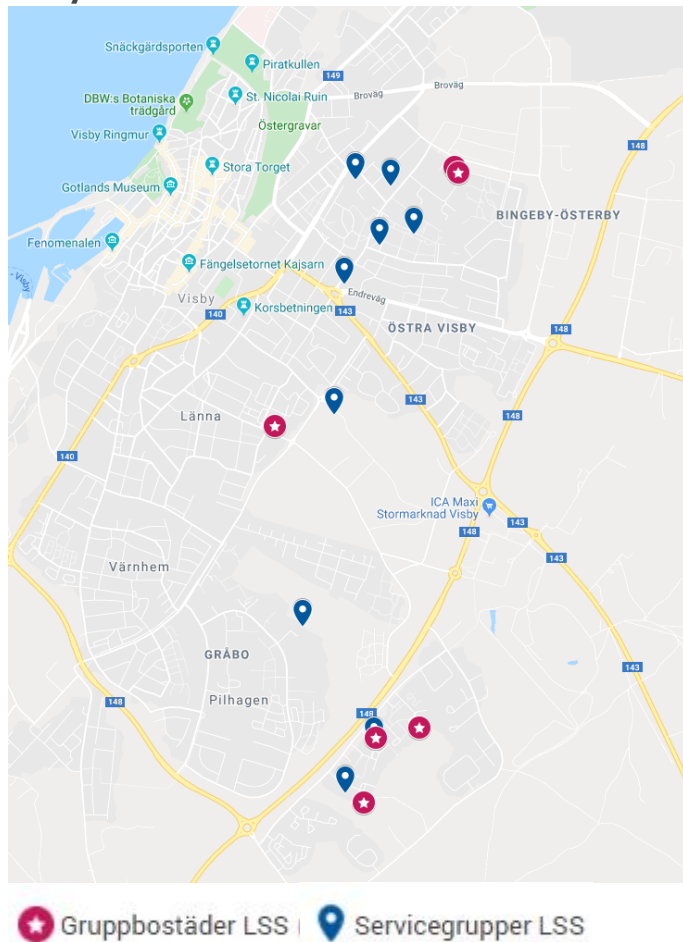 Snäckgärdsporten
Piratkullen
149
Broväg
Broväg
DBW:s Botaniska
trädgård
St. Nicolai Ruin
Östergravar
148
Visby Ringmur
Stora Torget
Gotlands Museum
BINGEBY-ÖSTERBY
Fenomenalen
Fängelsetornet Kajsarn
Visby
Visby
Endreväg
Korsbetningen
140
143
ÖSTRA VISBY
148
143
Länna
148
140
ICA Maxi
Stormarknad Visby
143
148
143
Värnhem
GRÅBO
143
Pilhagen
148
148
Gruppbostäder LSS
Servicegrupper LSS